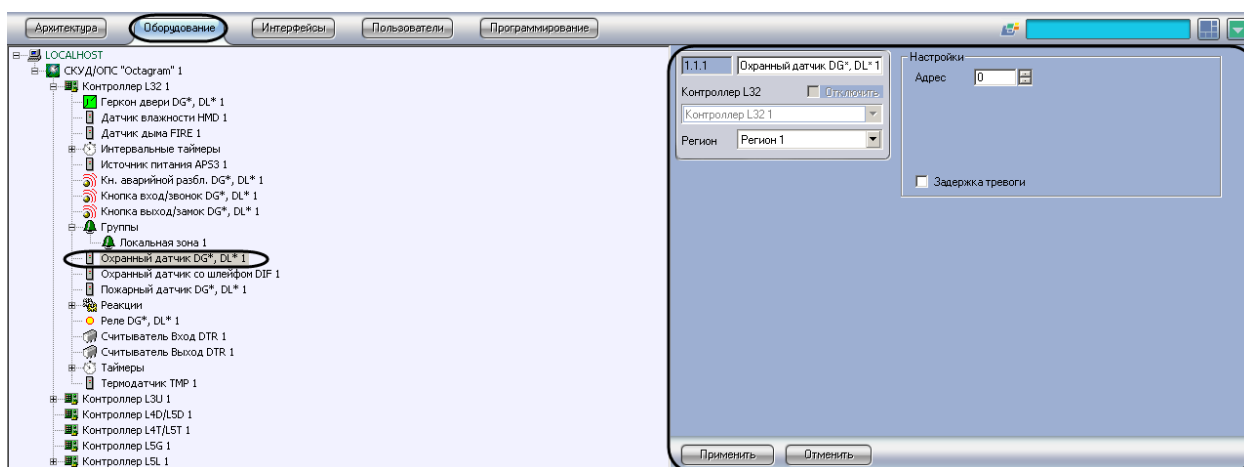 Архитектура Оборудование Интерфейсы Пользователи Программирование
LOCALHOST
СКУД/ОПС "Octagram" 1
Контроллер L32 1
Геркон двери DG*, DL* 1
Датчик влажности HMD 1
Датчик дыма FIRE 1
Интервальные таймеры
Источник питания APS3 1
Кн. аварийной разбл. DG*, DL* 1
Кнопка вход/звонок DG*, DL* 1
Кнопка выход/замок DG*, DL* 1
Группы
Локальная зона 1
Охранный датчик DG*, DL* 1
Охранный датчик со шлейфом DIF 1
Пожарный датчик DG*, DL* 1
Реакции
Реле DG*, DL* 1
Считыватель Вход DTR 1
Считыватель Выход DTR 1
Таймеры
Термодатчик TMP 1
Контроллер L3U 1
Контроллер L4D/L5D 1
Контроллер L4T/L5T 1
Контроллер L5G 1
Контроллер L5L 1
1.1.1 Охранный датчик DG*, DL* 1
Контроллер L32 Отключить
Контроллер L32 1
Регион Регион 1
Настройки
Адрес 0
Задержка тревоги
Применить Отменить